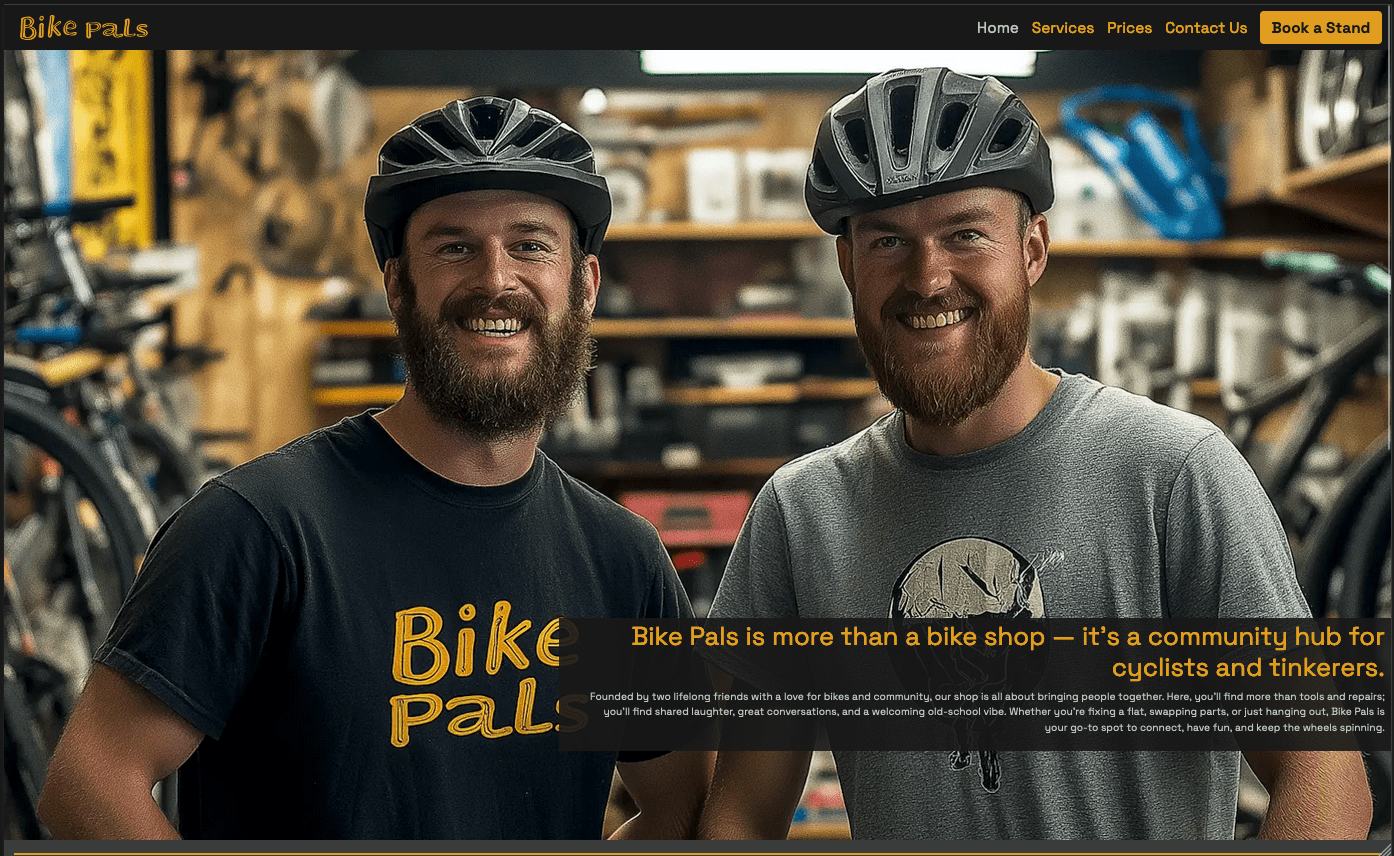 Bike pals
Home Services Prices Contact Us Book a Stand
Bike
pals
Bike Pals is more than a bike shop — it's a community hub for
cyclists and tinkerers.
Founded by two lifelong friends with a love for bikes and community, our shop is all about bringing people together. Here, you'll find more than tools and repairs;
you'll find shared laughter, great conversations, and a welcoming old-school vibe. Whether you're fixing a flat, swapping parts, or just hanging out, Bike Pals is
your go-to spot to connect, have fun, and keep the wheels spinning.